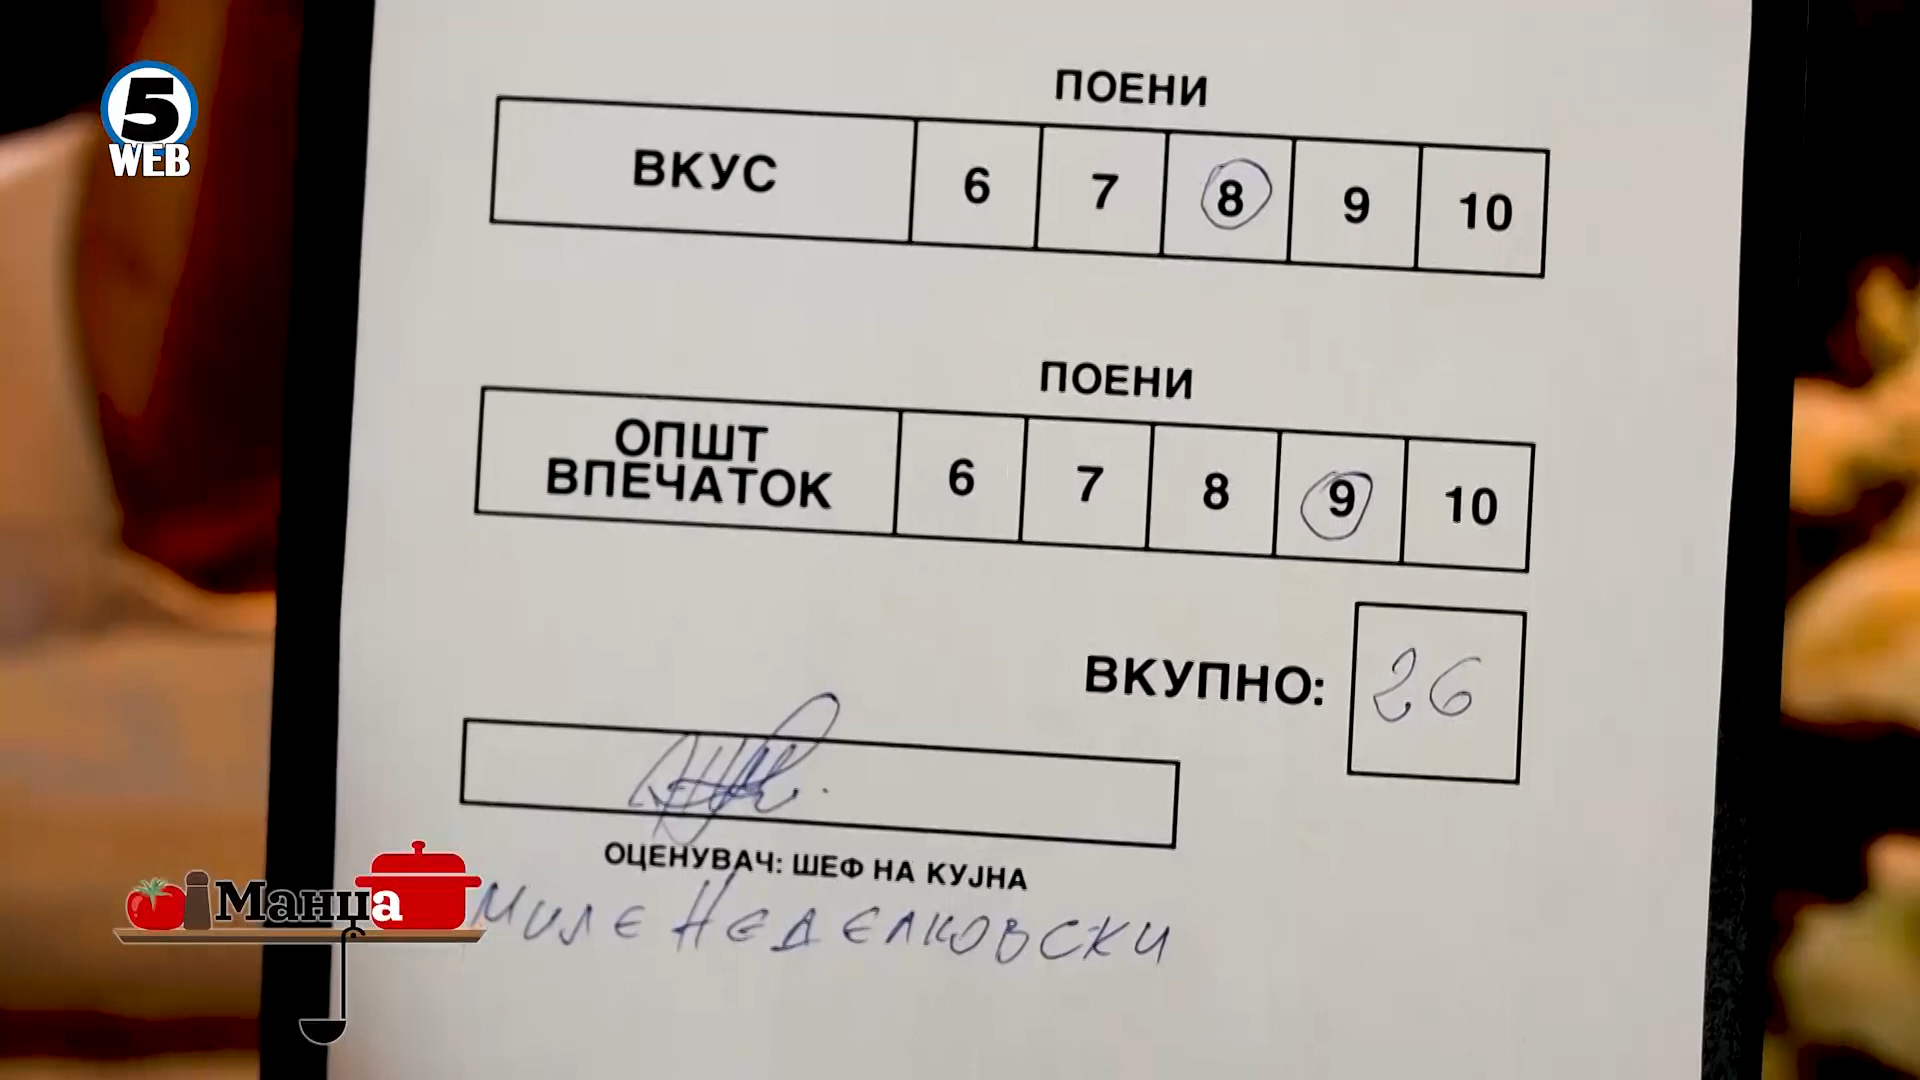 5
WEB
ПОЕНИ
ВКУС 6 7 8 9 10
ПОЕНИ
ОПШТ
ВПЕЧАТОК 6 7 8 9 10
ВКУПНО: 26
ОЦЕНУВАЧ: ШЕФ НА КУЈНА
Манџа
МИЛЕ НЕДЕЛКОВСКИ